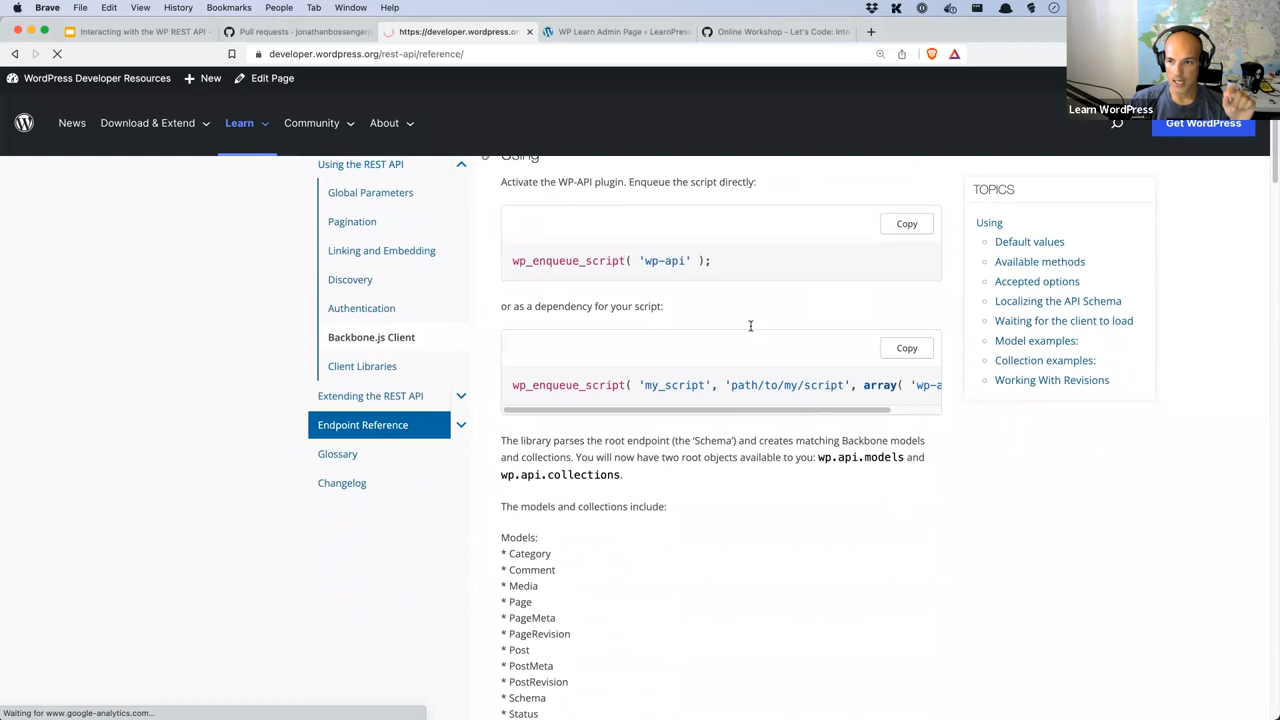 Brave File Edit View History Bookmarks People Tab Window Help
Interacting with the WP REST API -
Pull requests · jonathanbossenger/
https://developer.wordpress.org/res
WP Learn Admin Page ‹ LearnPress
Online Workshop - Let's Code: Inte
developer.wordpress.org/rest-api/reference/
WordPress Developer Resources New Edit Page
News Download & Extend Learn Community About
Get WordPress
Learn WordPress
Using the REST API
Global Parameters
Pagination
Linking and Embedding
Discovery
Authentication
Backbone.js Client
Client Libraries
Extending the REST API
Endpoint Reference
Glossary
Changelog
Using
Activate the WP-API plugin. Enqueue the script directly:
Copy
wp_enqueue_script( 'wp-api' );
or as a dependency for your script:
Copy
wp_enqueue_script( 'my_script', 'path/to/my/script', array( 'wp-a
The library parses the root endpoint (the ‘Schema’) and creates matching Backbone models
and collections. You will now have two root objects available to you: wp.api.models and
wp.api.collections.
The models and collections include:
Models:
* Category
* Comment
* Media
* Page
* PageMeta
* PageRevision
* Post
* PostMeta
* PostRevision
* Schema
* Status
TOPICS
Using
Default values
Available methods
Accepted options
Localizing the API Schema
Waiting for the client to load
Model examples:
Collection examples:
Working With Revisions
Waiting for www.google-analytics.com...